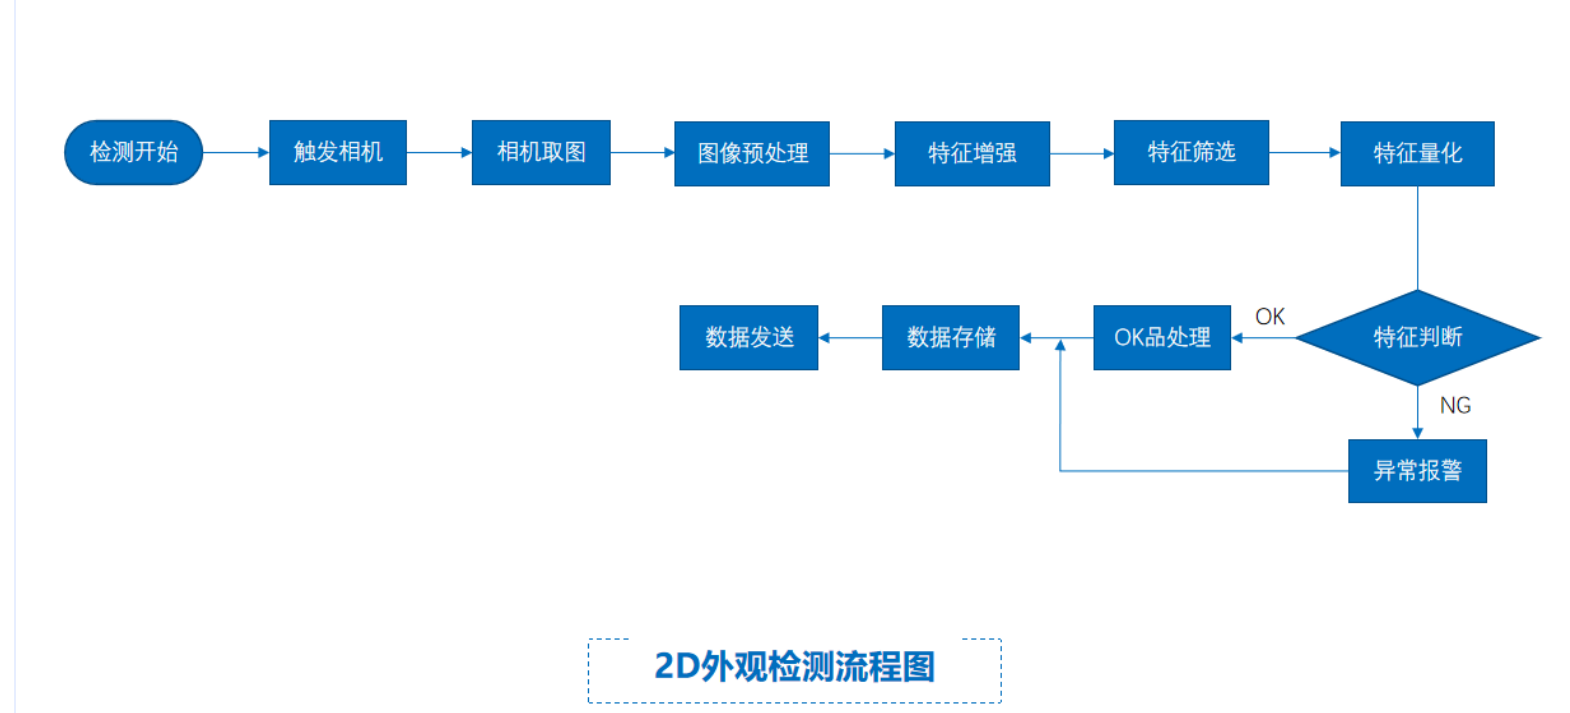 检测开始
触发相机
相机取图
图像预处理
特征增强
特征筛选
特征量化
数据发送
数据存储
OK品处理
OK
特征判断
NG
异常报警
2D外观检测流程图